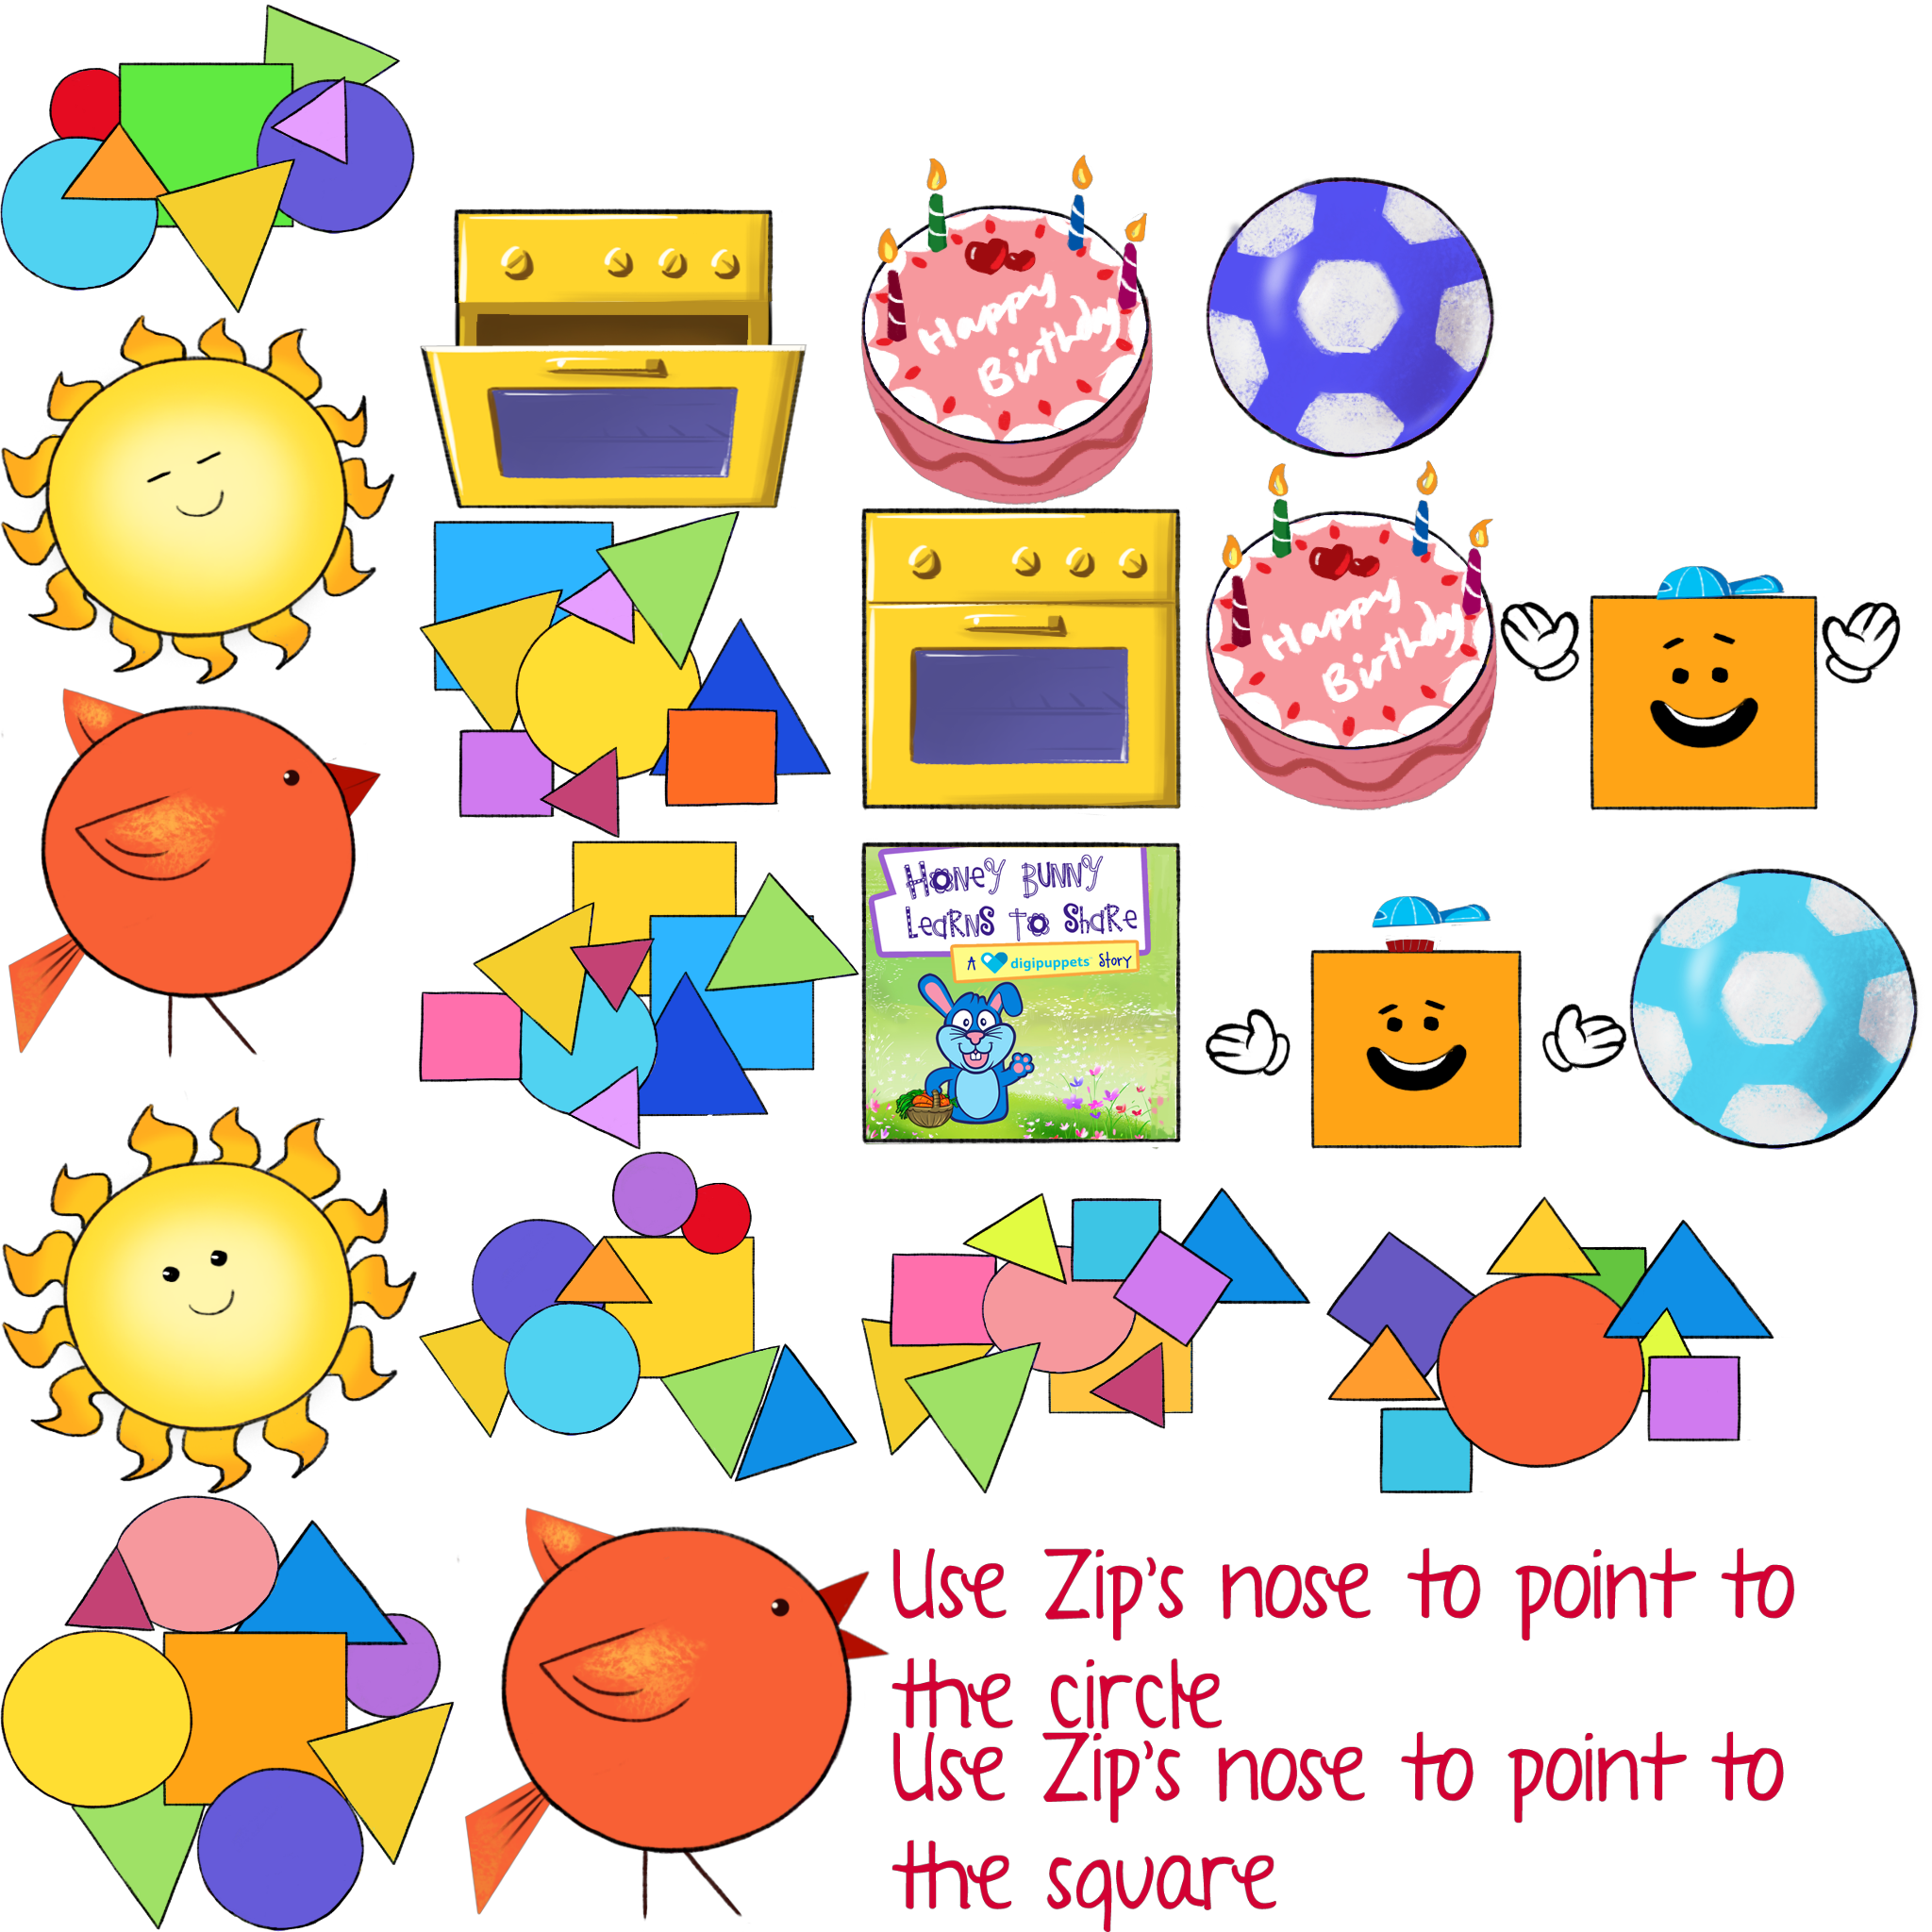 Happy
Birthday
Happy
Birthday
Honey Bunny
Learns to Share
A digipuppets Story
Use Zip's nose to point to
the circle
Use Zip's nose to point to
the square